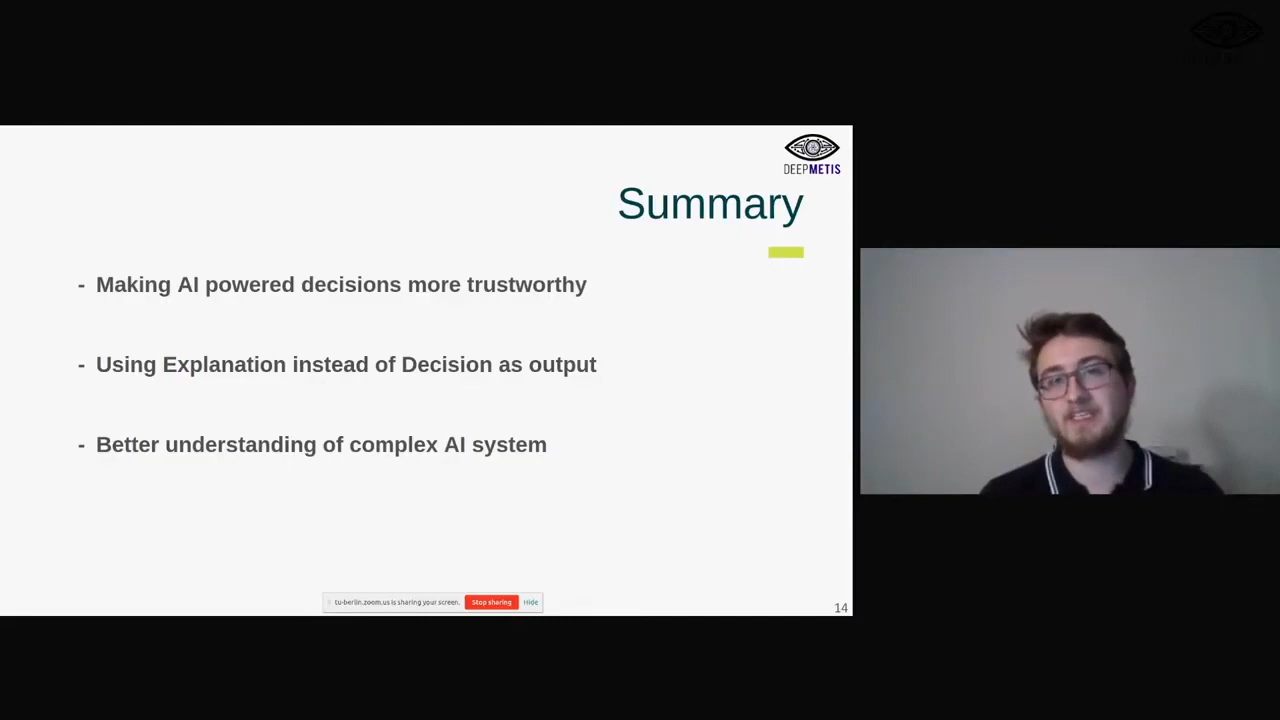 DEEPMETIS
Summary
- Making AI powered decisions more trustworthy
- Using Explanation instead of Decision as output
- Better understanding of complex AI system
tu-berlin.zoom.us is sharing your screen. Stop sharing Hide
14